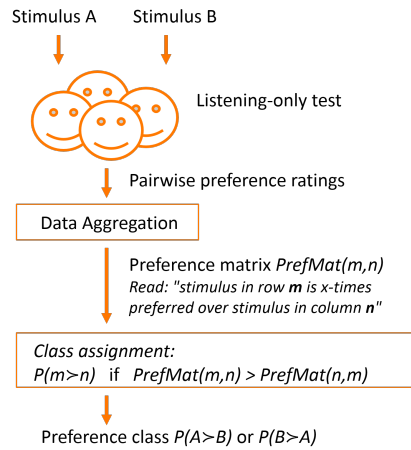 Stimulus A Stimulus B
Listening-only test
Pairwise preference ratings
Data Aggregation
Preference matrix PrefMat(m,n)
Read: "stimulus in row m is x-times
preferred over stimulus in column n"
Class assignment:
P(m≻n) if PrefMat(m,n) > PrefMat(n,m)
Preference class P(A≻B) or P(B≻A)